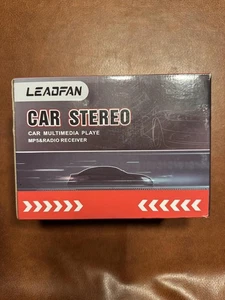 LEADFAN
CAR STEREO
CAR MULTIMEDIA PLAYE
MP5&RADIO RECEIVER